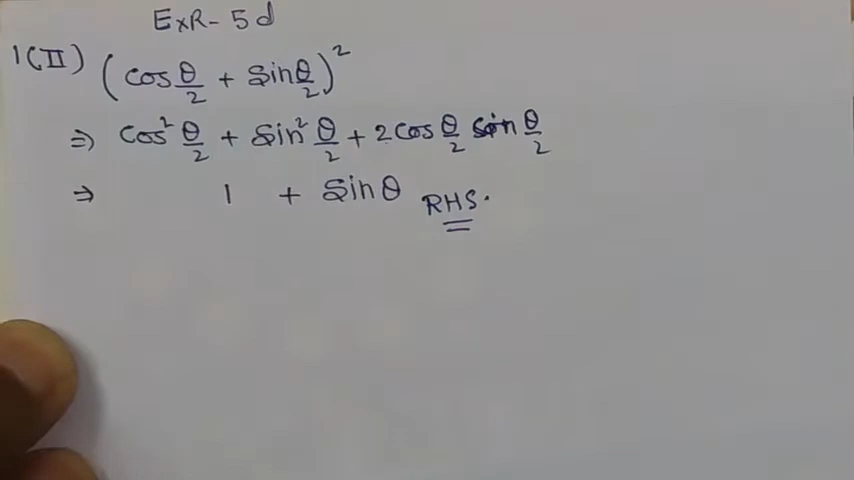 ExR- 5d
1(II) (cos θ/2 + sin θ/2)²
⇒ cos² θ/2 + sin² θ/2 + 2 cos θ/2 sin θ/2
⇒ 1 + sin θ RHS.